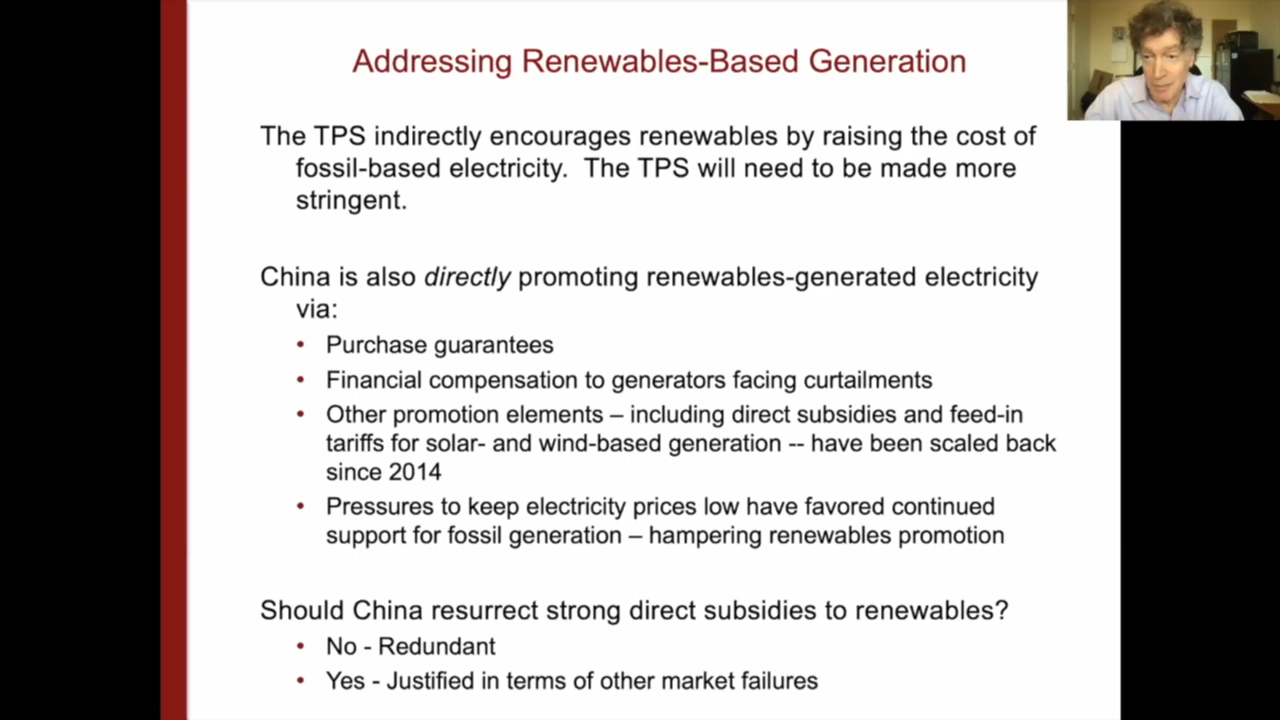 Addressing Renewables-Based Generation
The TPS indirectly encourages renewables by raising the cost of
fossil-based electricity.  The TPS will need to be made more
stringent.
China is also directly promoting renewables-generated electricity
via:
• Purchase guarantees
• Financial compensation to generators facing curtailments
• Other promotion elements – including direct subsidies and feed-in
tariffs for solar- and wind-based generation -- have been scaled back
since 2014
• Pressures to keep electricity prices low have favored continued
support for fossil generation – hampering renewables promotion
Should China resurrect strong direct subsidies to renewables?
• No - Redundant
• Yes - Justified in terms of other market failures